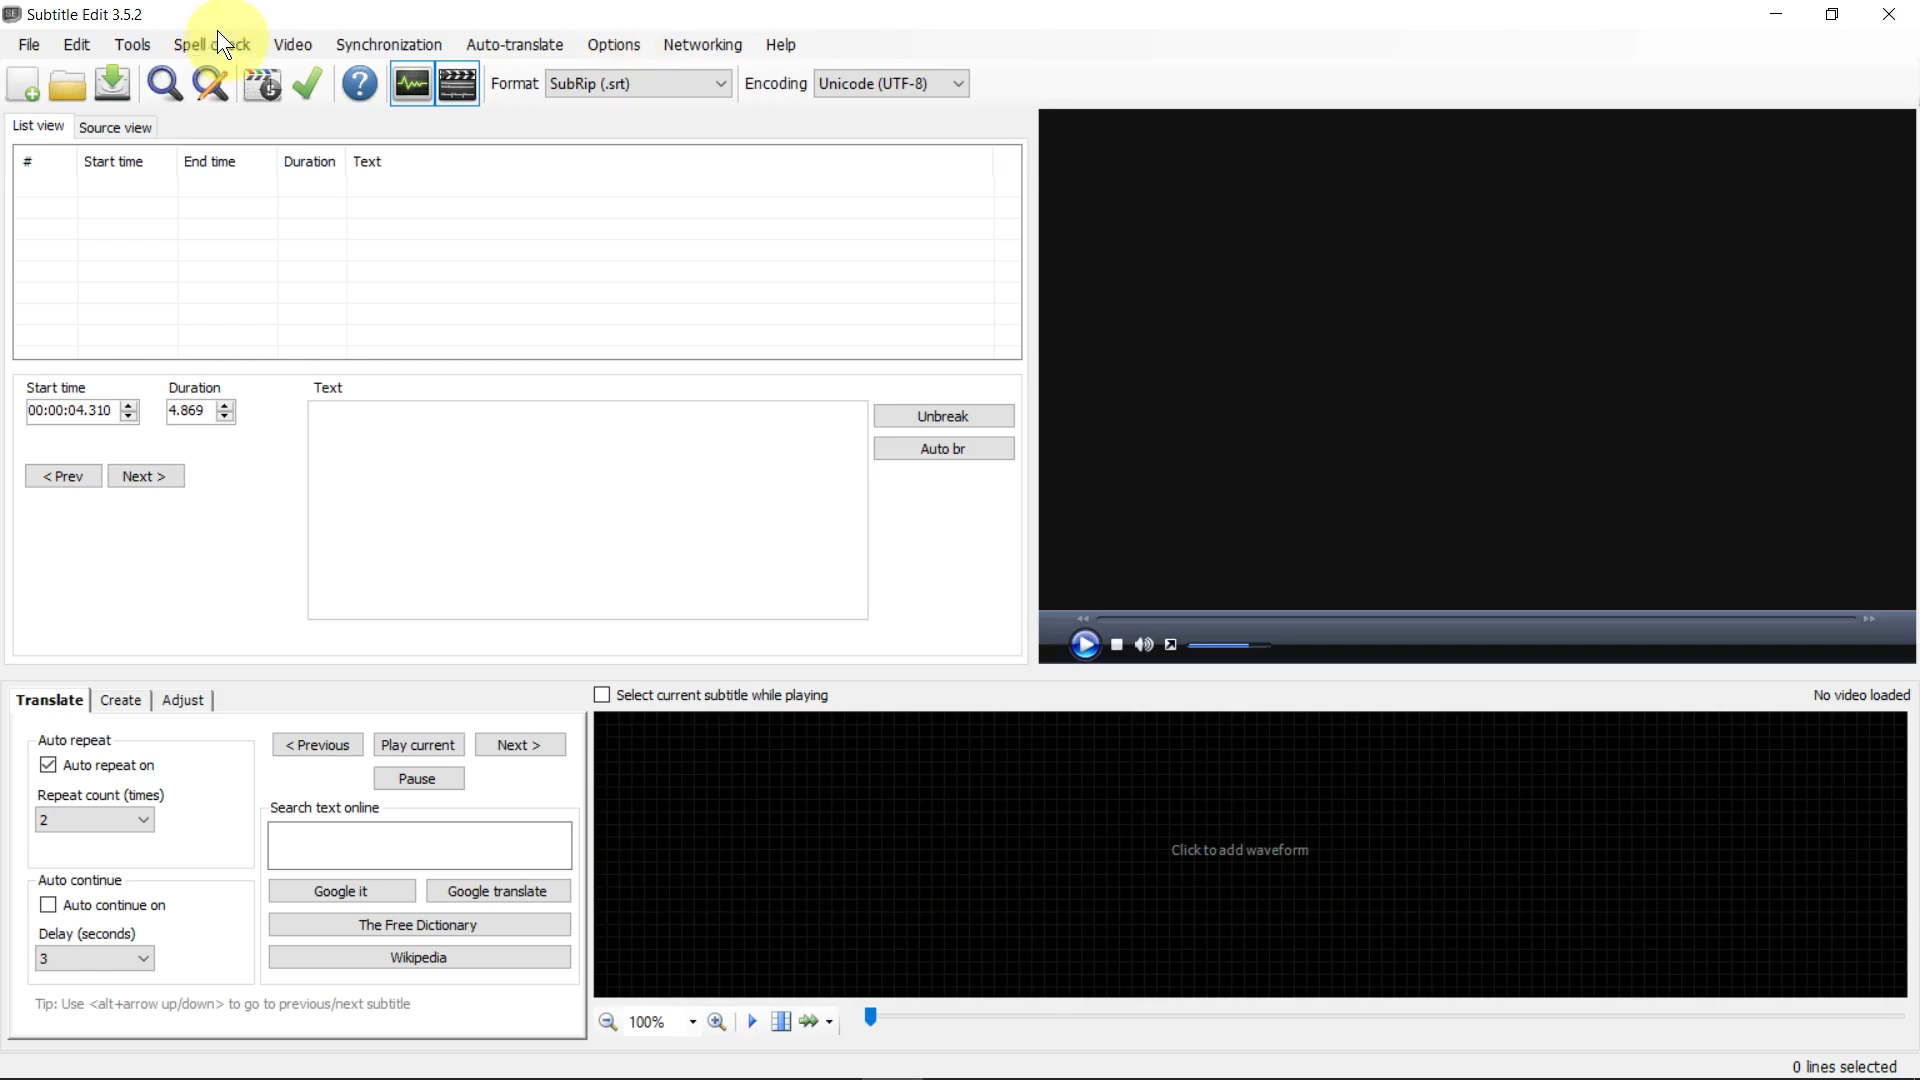 Subtitle Edit 3.5.2
File Edit Tools Spell check Video Synchronization Auto-translate Options Networking Help
Format SubRip (.srt) Encoding Unicode (UTF-8)
List view Source view
# Start time End time Duration Text
Start time Duration Text
00:00:04.310 4.869
Unbreak
Auto br
< Prev Next >
Translate Create Adjust
Select current subtitle while playing No video loaded
Auto repeat
Auto repeat on
Repeat count (times)
2
Auto continue
Auto continue on
Delay (seconds)
3
< Previous Play current Next >
Pause
Search text online
Google it Google translate
The Free Dictionary
Wikipedia
Tip: Use <alt+arrow up/down> to go to previous/next subtitle
Click to add waveform
100%
0 lines selected